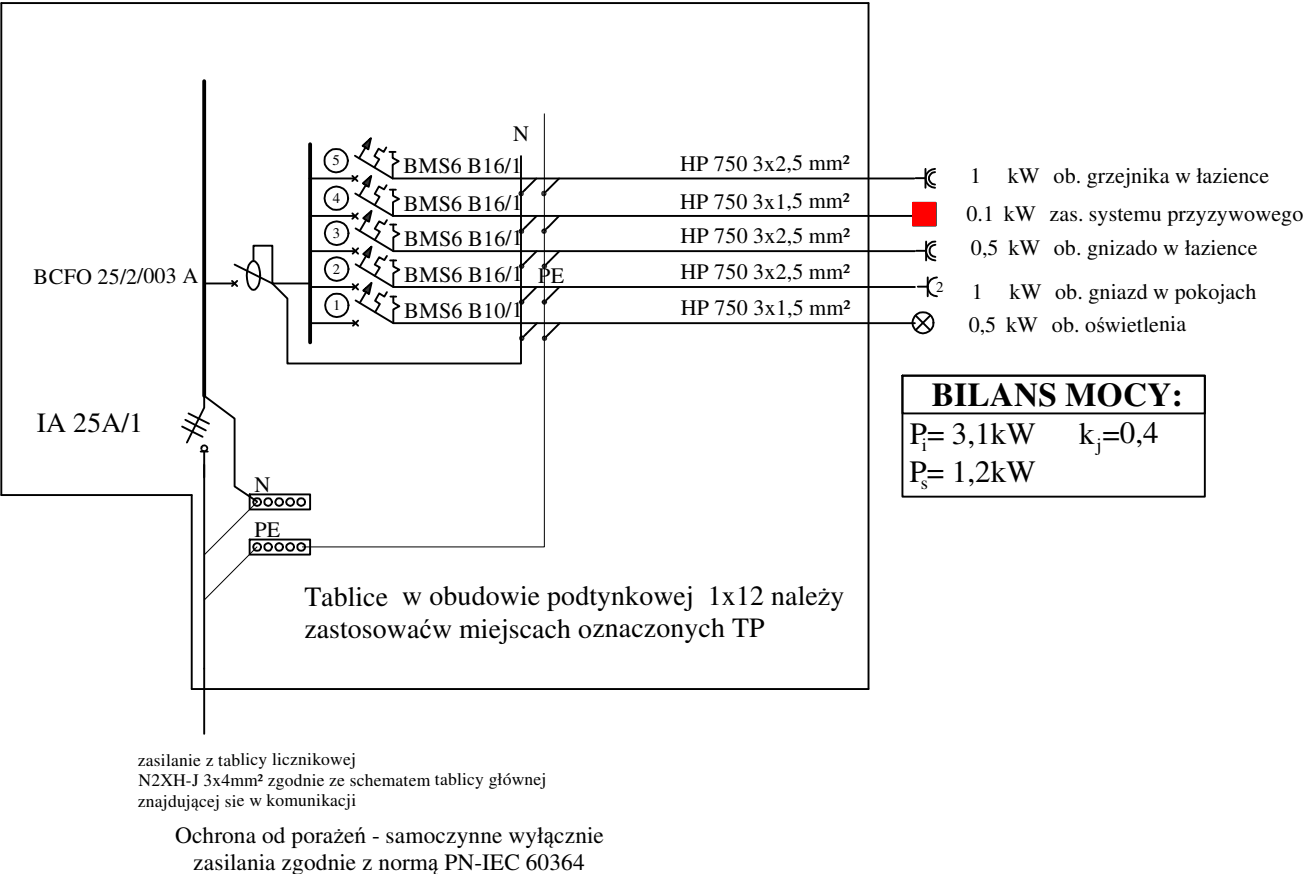 N
5 BMS6 B16/1 HP 750 3x2,5 mm² 1 kW ob. grzejnika w łazience
4 BMS6 B16/1 HP 750 3x1,5 mm² 0.1 kW zas. systemu przyzywowego
3 BMS6 B16/1 HP 750 3x2,5 mm² 0,5 kW ob. gnizado w łazience
BCFO 25/2/003 A
2 BMS6 B16/1 PE HP 750 3x2,5 mm² 2 1 kW ob. gniazd w pokojach
1 BMS6 B10/1 HP 750 3x1,5 mm² 0,5 kW ob. oświetlenia
BILANS MOCY:
Pi= 3,1kW kj=0,4
Ps= 1,2kW
IA 25A/1
N
PE
Tablice w obudowie podtynkowej 1x12 należy
zastosowaćw miejscach oznaczonych TP
zasilanie z tablicy licznikowej
N2XH-J 3x4mm² zgodnie ze schematem tablicy głównej
znajdującej sie w komunikacji
Ochrona od porażeń - samoczynne wyłącznie
zasilania zgodnie z normą PN-IEC 60364